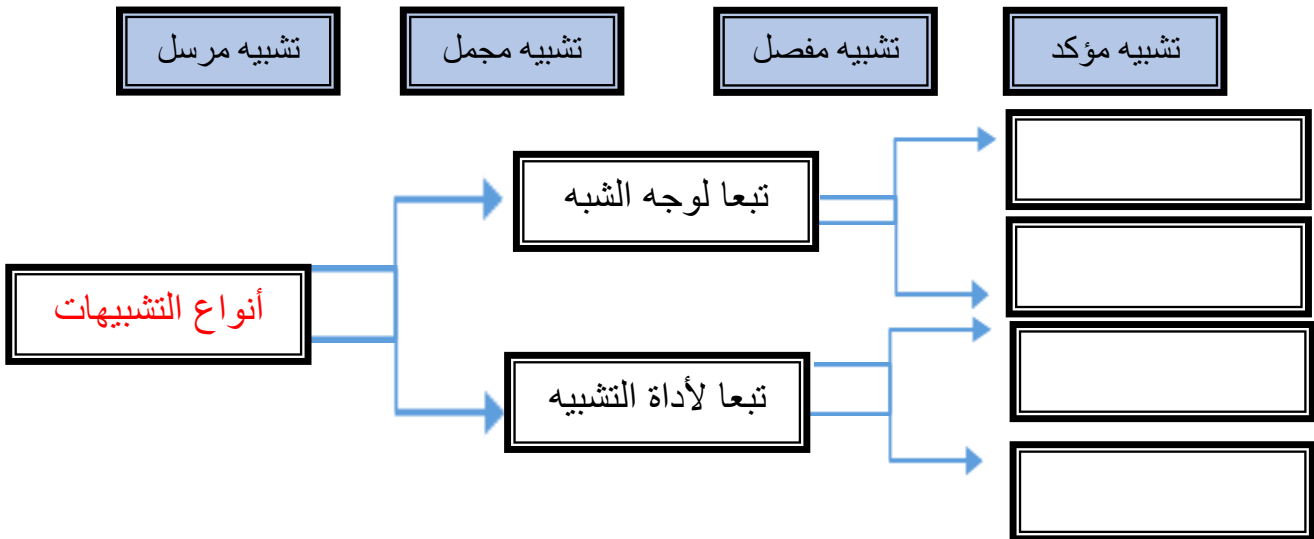 تشبيه مؤكد
تشبيه مفصل
تشبيه مجمل
تشبيه مرسل
تبعا لوجه الشبه
أنواع التشبيهات
تبعا لأداة التشبيه